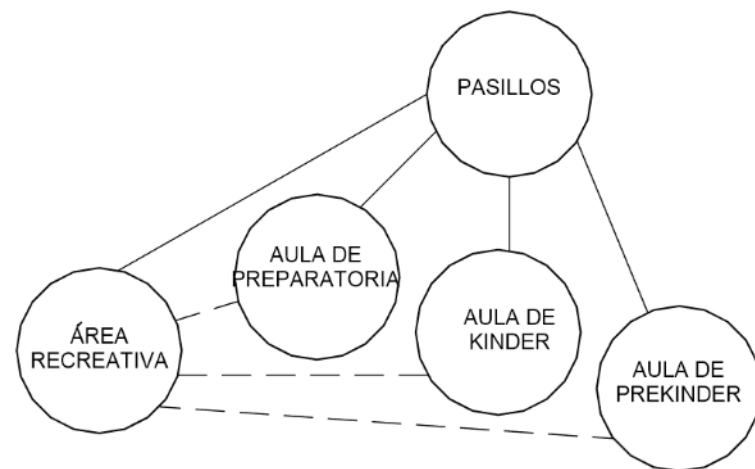 PASILLOS
AULA DE
PREPARATORIA
ÁREA
RECREATIVA
AULA DE
KINDER
AULA DE
PREKINDER